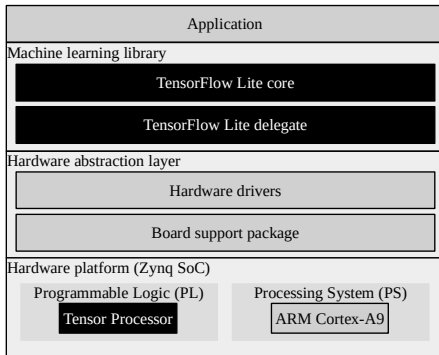 Application
Machine learning library
TensorFlow Lite core
TensorFlow Lite delegate
Hardware abstraction layer
Hardware drivers
Board support package
Hardware platform (Zynq SoC)
Programmable Logic (PL)
Processing System (PS)
Tensor Processor
ARM Cortex-A9